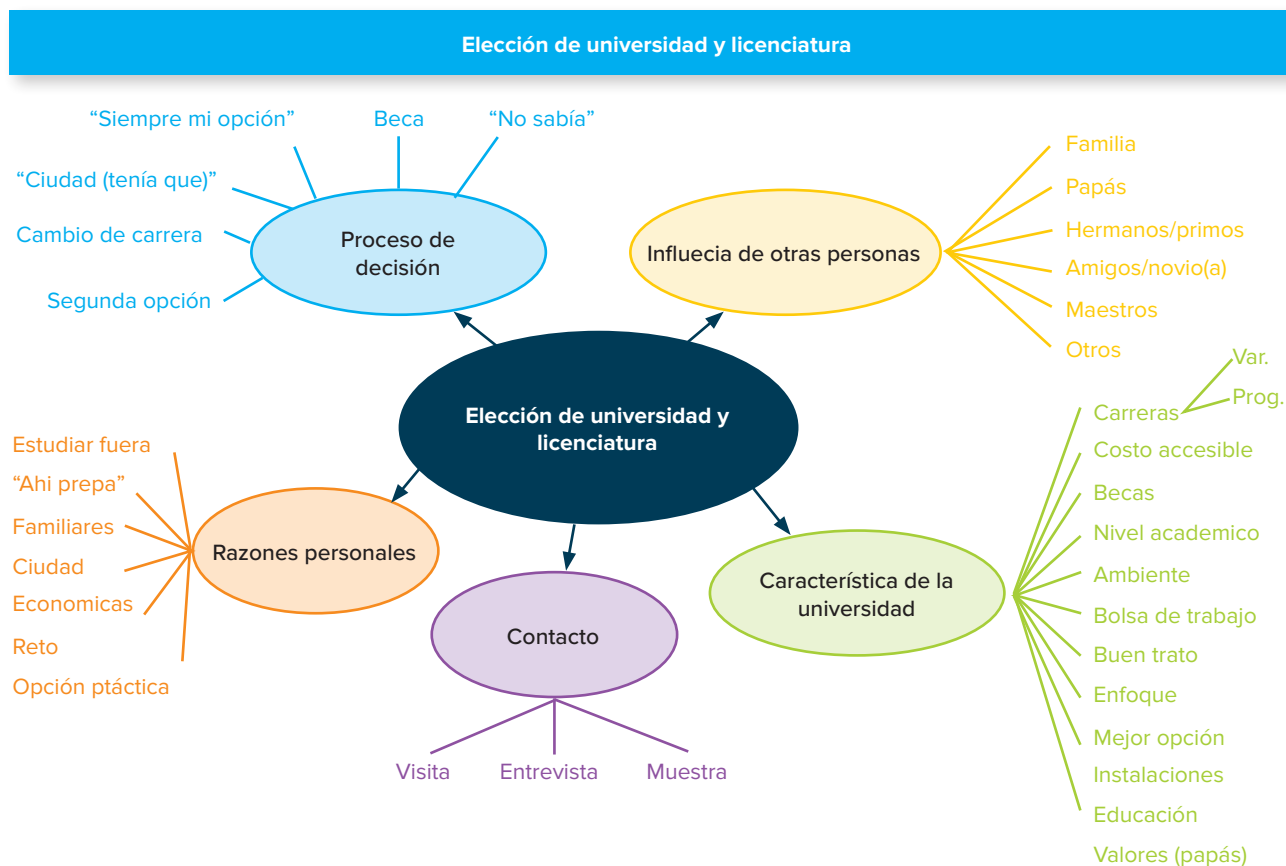 Elección de universidad y licenciatura
“Siempre mi opción”
Beca
“No sabía”
“Ciudad (tenía que)”
Cambio de carrera
Segunda opción
Proceso de
decisión
Influecia de otras personas
Familia
Papás
Hermanos/primos
Amigos/novio(a)
Maestros
Otros
Elección de universidad y
licenciatura
Estudiar fuera
“Ahi prepa”
Familiares
Ciudad
Economicas
Reto
Opción ptáctica
Razones personales
Contacto
Visita
Entrevista
Muestra
Característica de la
universidad
Var.
Prog.
Carreras
Costo accesible
Becas
Nivel academico
Ambiente
Bolsa de trabajo
Buen trato
Enfoque
Mejor opción
Instalaciones
Educación
Valores (papás)